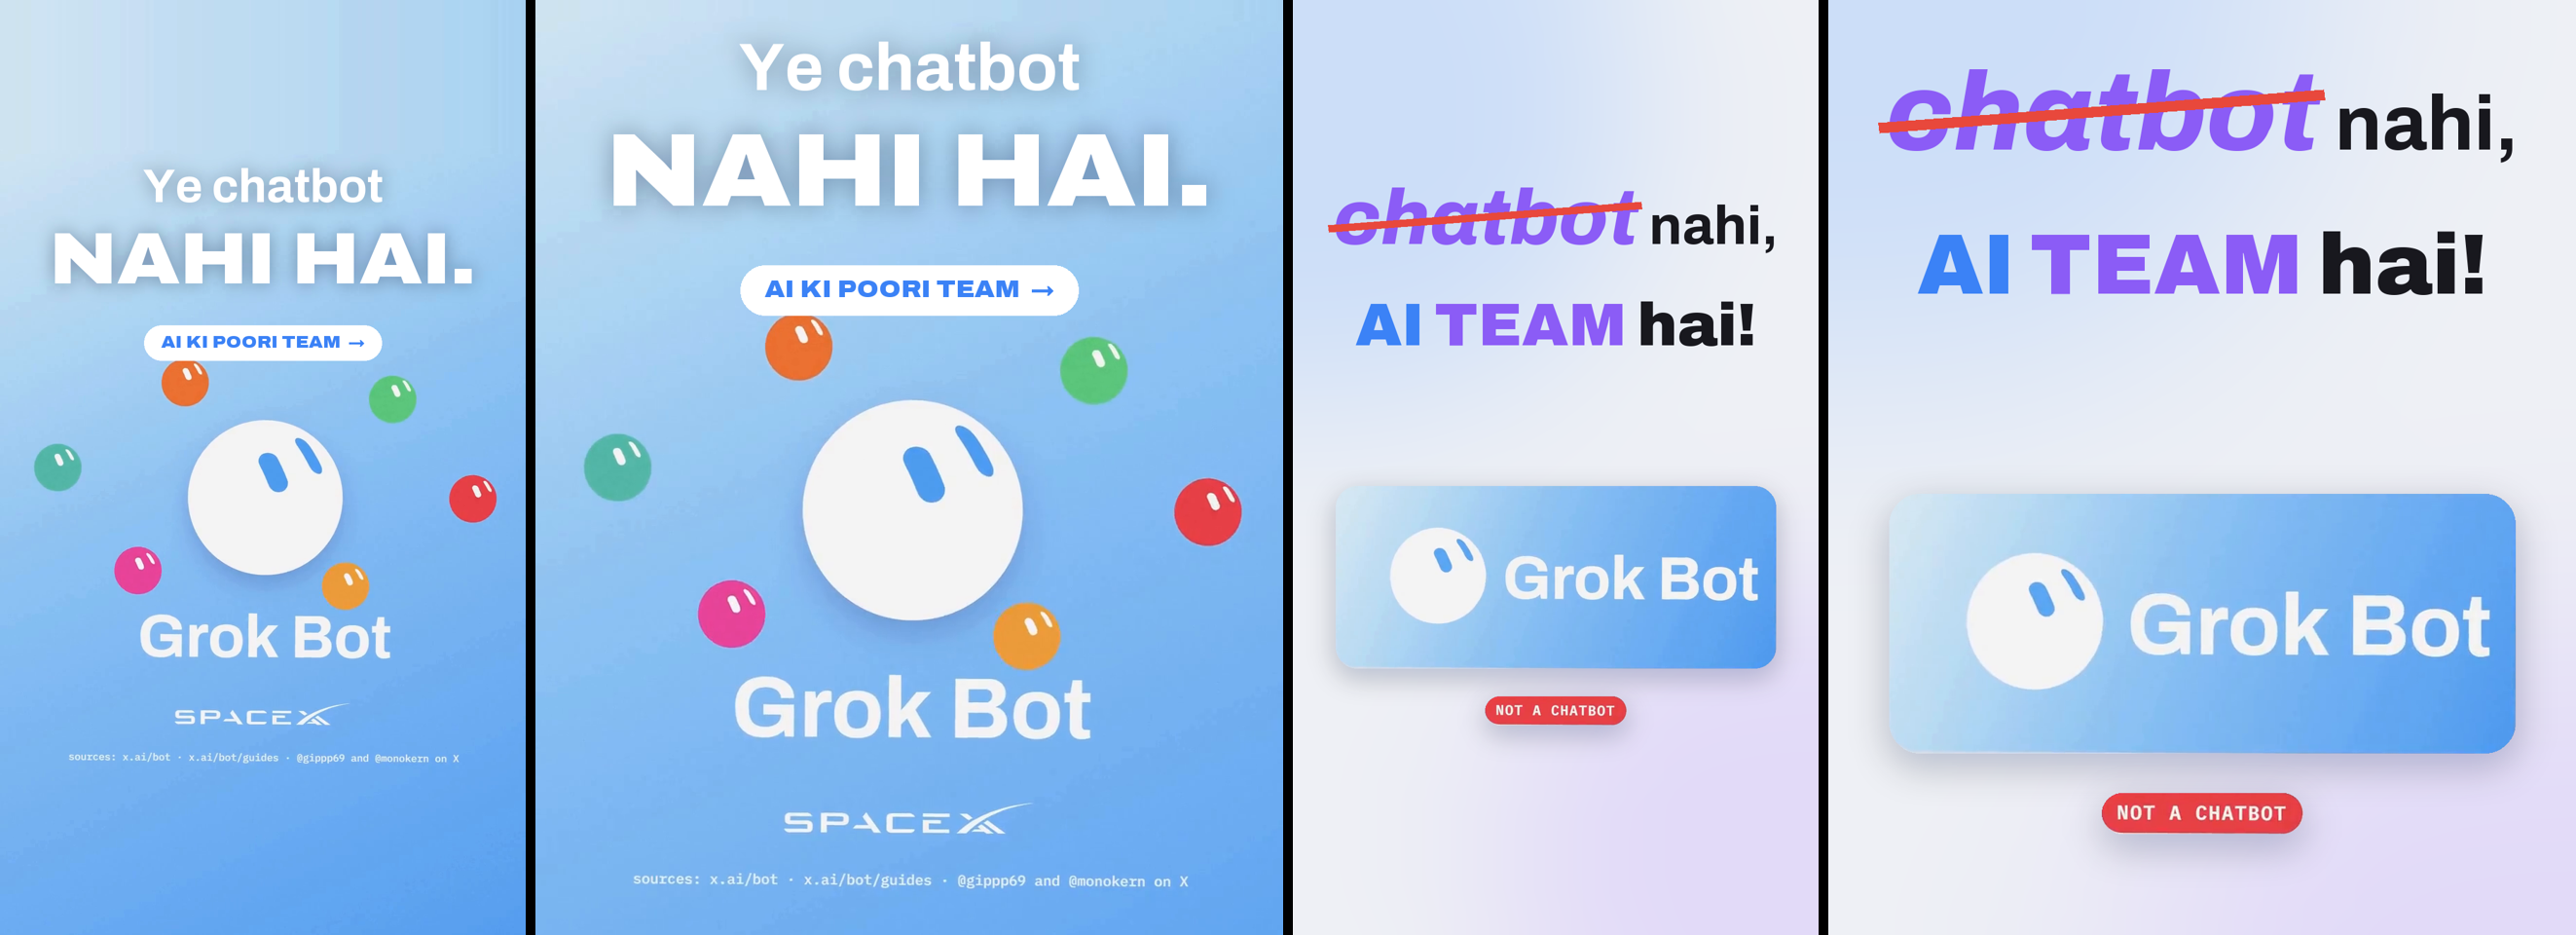 Ye chatbot
NAHI HAI.
AI KI POORI TEAM →
Grok Bot
SPACEX
sources: x.ai/bot · x.ai/bot/guides · @gippp69 and @monokern on X
Ye chatbot
NAHI HAI.
AI KI POORI TEAM →
Grok Bot
SPACEX
sources: x.ai/bot · x.ai/bot/guides · @gippp69 and @monokern on X
chatbot nahi,
AI TEAM hai!
Grok Bot
NOT A CHATBOT
chatbot nahi,
AI TEAM hai!
Grok Bot
NOT A CHATBOT